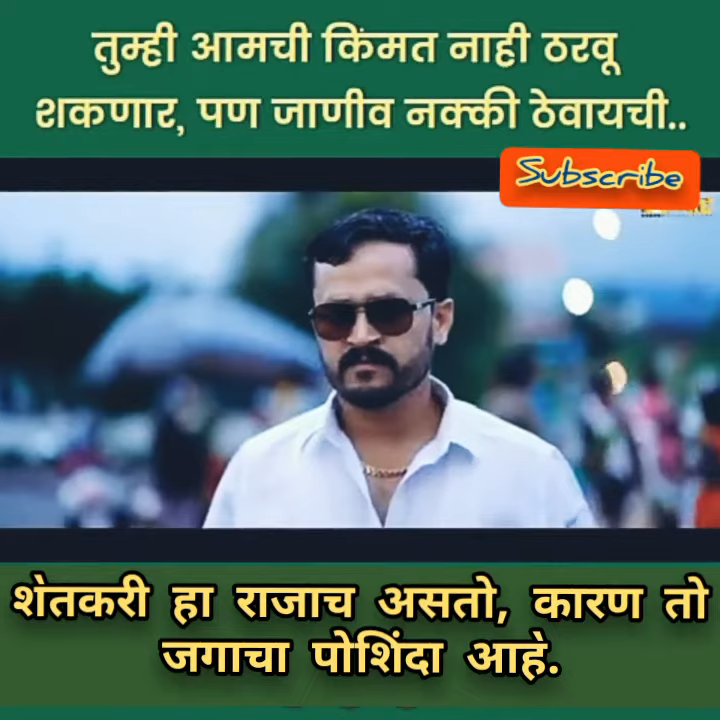 तुम्ही आमची किंमत नाही ठरवू
शकणार, पण जाणीव नक्की ठेवायची..
Subscribe
शेतकरी हा राजाच असतो, कारण तो
जगाचा पोशिंदा आहे.